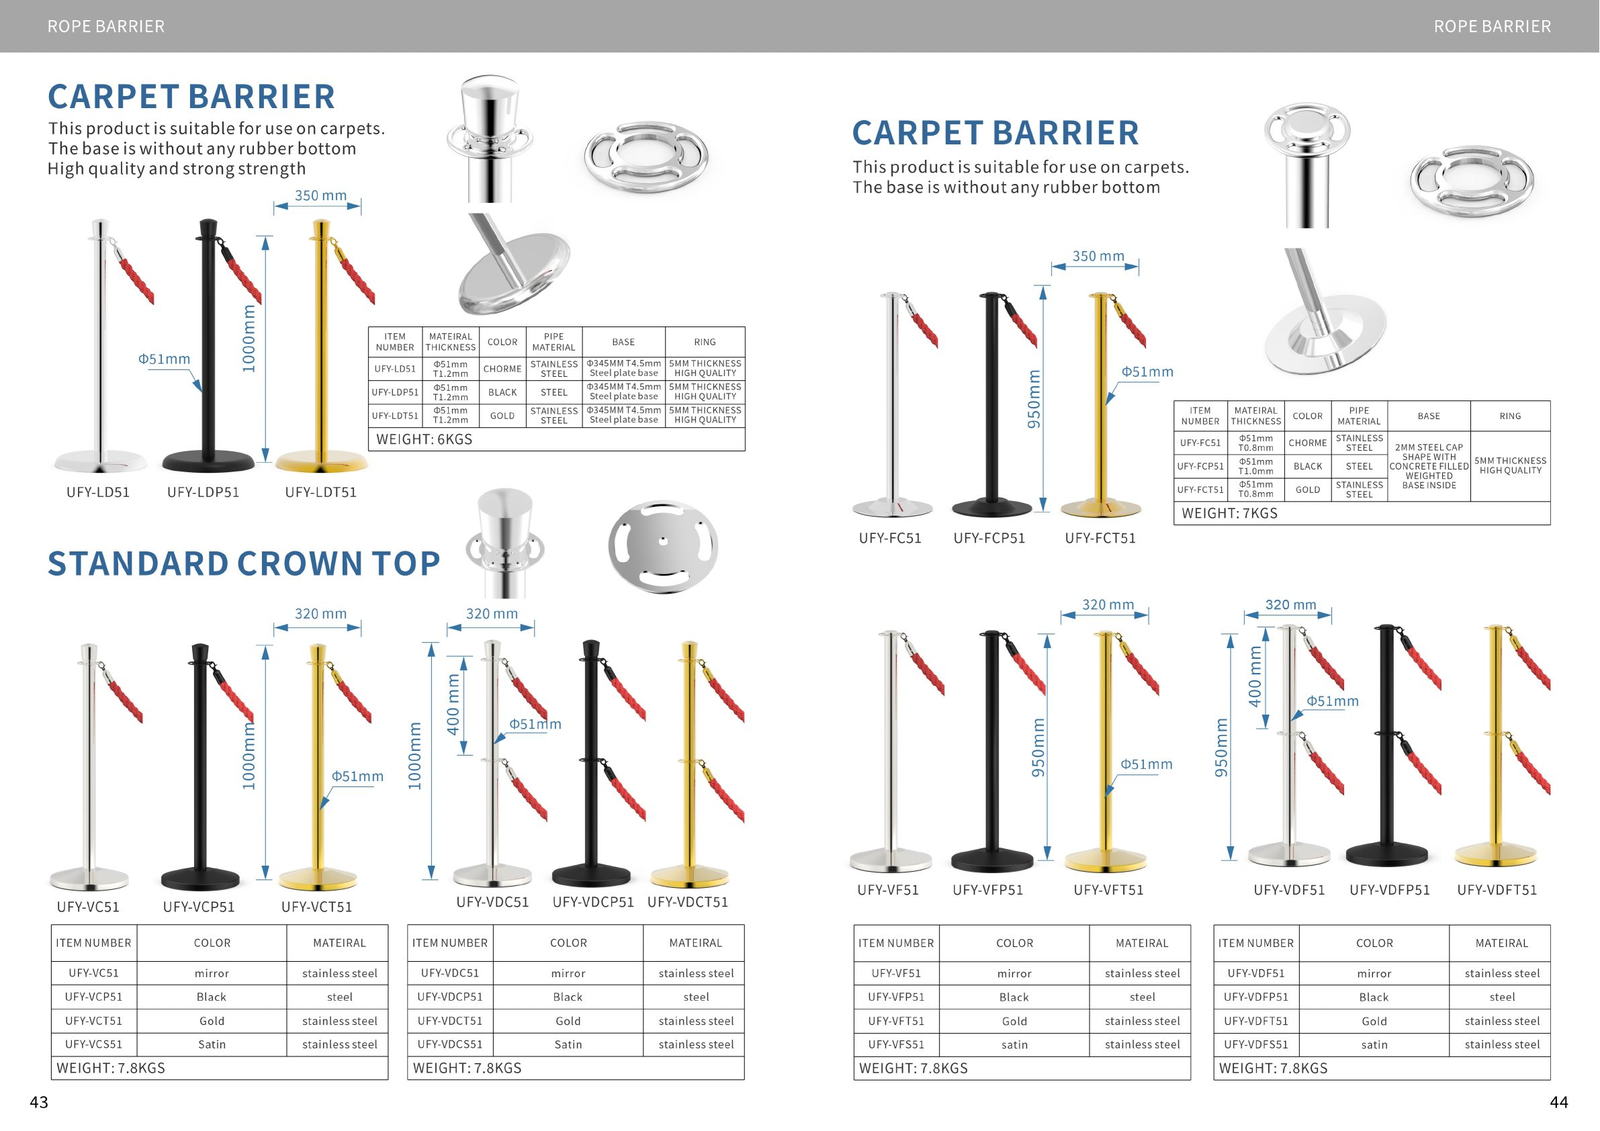 ROPE BARRIER
ROPE BARRIER
CARPET BARRIER
This product is suitable for use on carpets.
The base is without any rubber bottom
High quality and strong strength
350 mm
1000mm
Φ51mm
UFY-LD51 UFY-LDP51 UFY-LDT51
ITEM NUMBER MATEIRAL THICKNESS COLOR PIPE MATERIAL BASE RING
UFY-LD51 Φ51mm T1.2mm CHORME STAINLESS STEEL Φ345MM T4.5mm Steel plate base 5MM THICKNESS HIGH QUALITY
UFY-LDP51 Φ51mm T1.2mm BLACK STEEL Φ345MM T4.5mm Steel plate base 5MM THICKNESS HIGH QUALITY
UFY-LDT51 Φ51mm T1.2mm GOLD STAINLESS STEEL Φ345MM T4.5mm Steel plate base 5MM THICKNESS HIGH QUALITY
WEIGHT: 6KGS
STANDARD CROWN TOP
320 mm
1000mm
Φ51mm
UFY-VC51 UFY-VCP51 UFY-VCT51
320 mm
400 mm
1000mm
Φ51mm
UFY-VDC51 UFY-VDCP51 UFY-VDCT51
ITEM NUMBER COLOR MATEIRAL
UFY-VC51 mirror stainless steel
UFY-VCP51 Black steel
UFY-VCT51 Gold stainless steel
UFY-VCS51 Satin stainless steel
WEIGHT: 7.8KGS
ITEM NUMBER COLOR MATEIRAL
UFY-VDC51 mirror stainless steel
UFY-VDCP51 Black steel
UFY-VDCT51 Gold stainless steel
UFY-VDCS51 Satin stainless steel
WEIGHT: 7.8KGS
43
CARPET BARRIER
This product is suitable for use on carpets.
The base is without any rubber bottom
350 mm
950mm
Φ51mm
UFY-FC51 UFY-FCP51 UFY-FCT51
ITEM NUMBER MATEIRAL THICKNESS COLOR PIPE MATERIAL BASE RING
UFY-FC51 Φ51mm T0.8mm CHORME STAINLESS STEEL 2MM STEEL CAP SHAPE WITH CONCRETE FILLED WEIGHTED BASE INSIDE 5MM THICKNESS HIGH QUALITY
UFY-FCP51 Φ51mm T1.0mm BLACK STEEL
UFY-FCT51 Φ51mm T0.8mm GOLD STAINLESS STEEL
WEIGHT: 7KGS
320 mm
950mm
Φ51mm
UFY-VF51 UFY-VFP51 UFY-VFT51
320 mm
400 mm
950mm
Φ51mm
UFY-VDF51 UFY-VDFP51 UFY-VDFT51
ITEM NUMBER COLOR MATEIRAL
UFY-VF51 mirror stainless steel
UFY-VFP51 Black steel
UFY-VFT51 Gold stainless steel
UFY-VFS51 satin stainless steel
WEIGHT: 7.8KGS
ITEM NUMBER COLOR MATEIRAL
UFY-VDF51 mirror stainless steel
UFY-VDFP51 Black steel
UFY-VDFT51 Gold stainless steel
UFY-VDFS51 satin stainless steel
WEIGHT: 7.8KGS
44